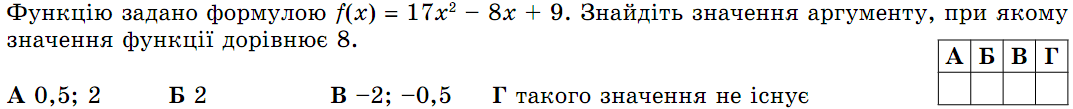 Функцію задано формулою f(x) = 17x² − 8x + 9. Знайдіть значення аргументу, при якому
значення функції дорівнює 8.
А Б В Г
А 0,5; 2 Б 2 В −2; −0,5 Г такого значення не існує